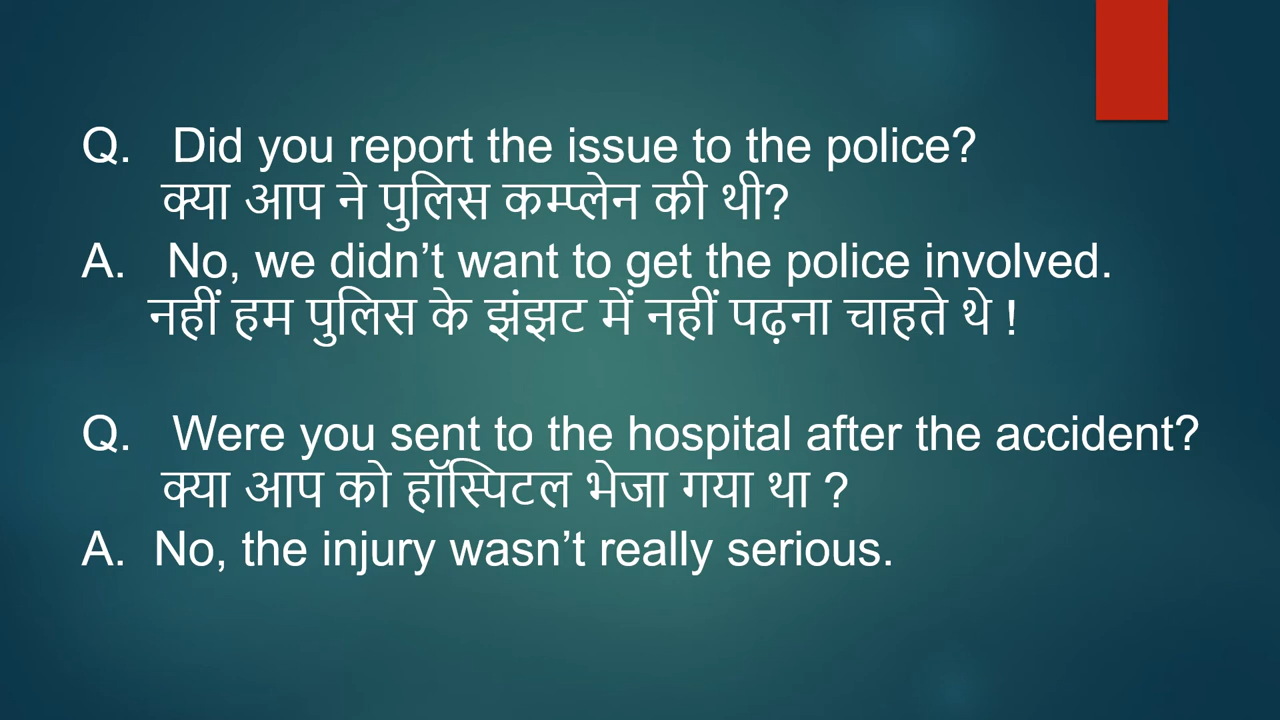 Q. Did you report the issue to the police?
क्या आप ने पुलिस कम्प्लेन की थी?
A. No, we didn’t want to get the police involved.
नहीं हम पुलिस के झंझट में नहीं पढ़ना चाहते थे !
Q. Were you sent to the hospital after the accident?
क्या आप को हॉस्पिटल भेजा गया था ?
A. No, the injury wasn’t really serious.